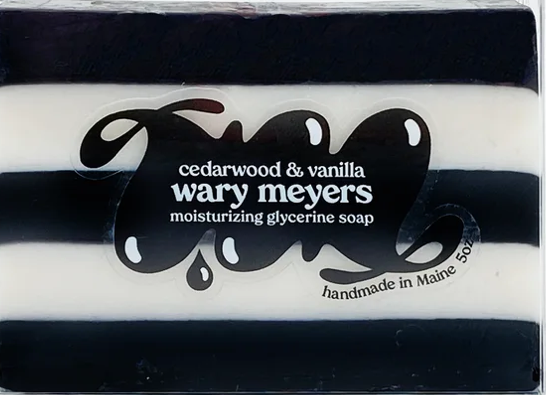 cedarwood & vanilla
wary meyers
moisturizing glycerine soap
handmade in Maine 5oz